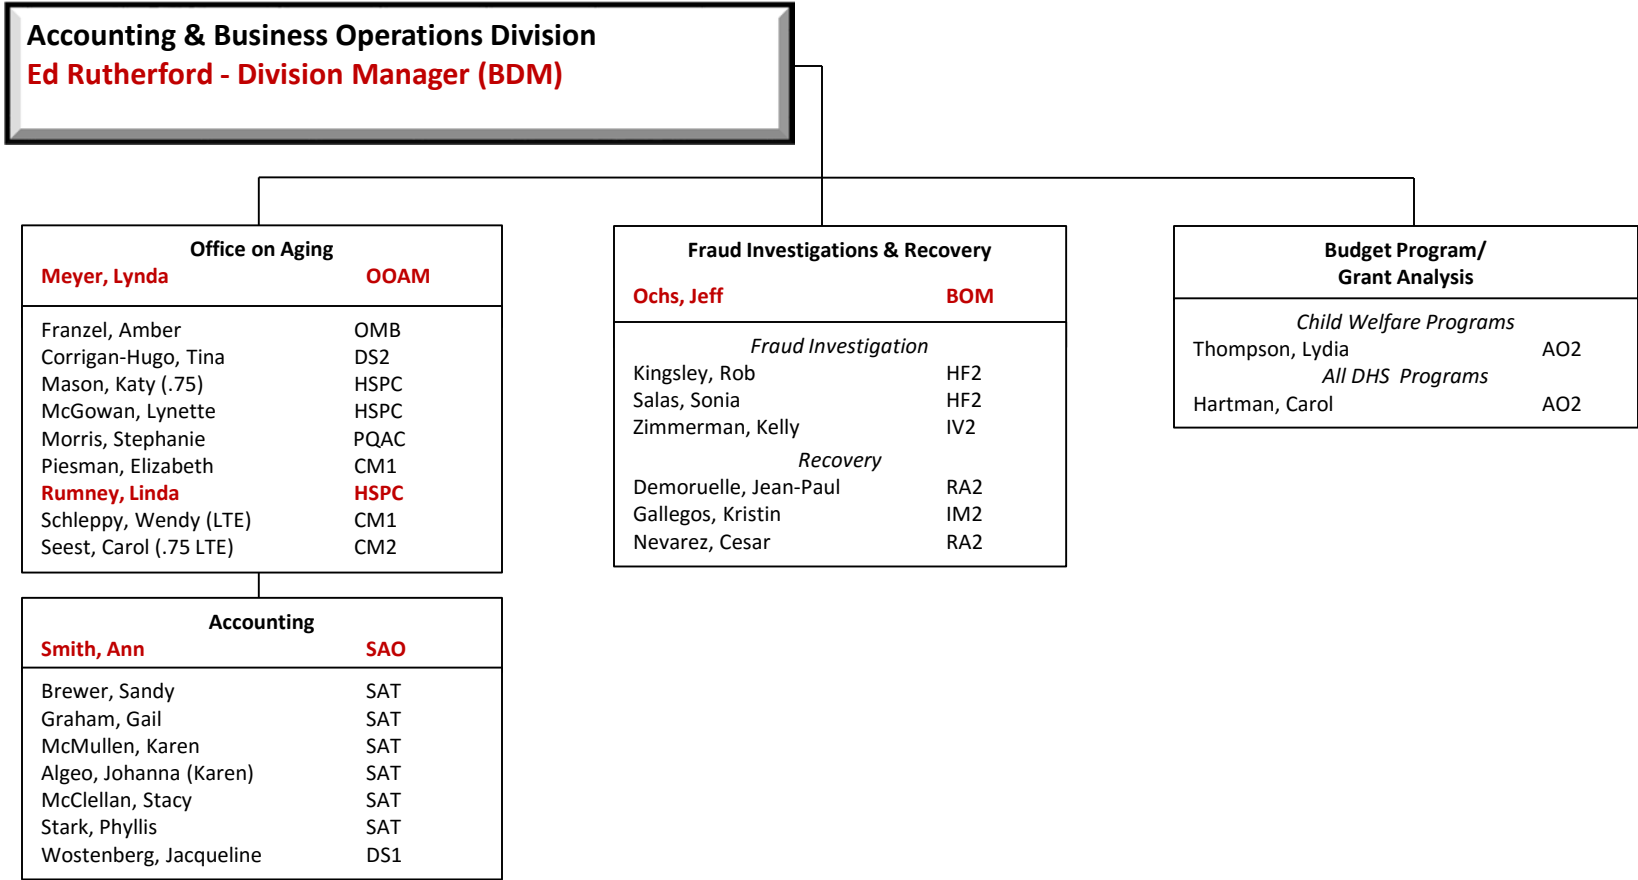 Accounting & Business Operations Division
Ed Rutherford - Division Manager (BDM)
Office on Aging
Meyer, Lynda OOAM
Franzel, Amber OMB
Corrigan-Hugo, Tina DS2
Mason, Katy (.75) HSPC
McGowan, Lynette HSPC
Morris, Stephanie PQAC
Piesman, Elizabeth CM1
Rumney, Linda HSPC
Schleppy, Wendy (LTE) CM1
Seest, Carol (.75 LTE) CM2
Accounting
Smith, Ann SAO
Brewer, Sandy SAT
Graham, Gail SAT
McMullen, Karen SAT
Algeo, Johanna (Karen) SAT
McClellan, Stacy SAT
Stark, Phyllis SAT
Wostenberg, Jacqueline DS1
Fraud Investigations & Recovery
Ochs, Jeff BOM
Fraud Investigation
Kingsley, Rob HF2
Salas, Sonia HF2
Zimmerman, Kelly IV2
Recovery
Demoruelle, Jean-Paul RA2
Gallegos, Kristin IM2
Nevarez, Cesar RA2
Budget Program/
Grant Analysis
Child Welfare Programs
Thompson, Lydia AO2
All DHS Programs
Hartman, Carol AO2